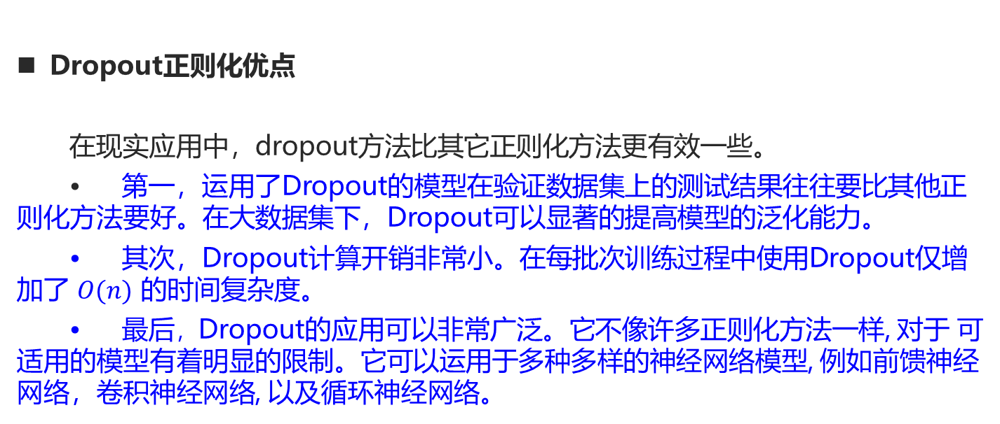 ■ Dropout正则化优点
在现实应用中，dropout方法比其它正则化方法更有效一些。
• 第一，运用了Dropout的模型在验证数据集上的测试结果往往要比其他正
则化方法要好。在大数据集下，Dropout可以显著的提高模型的泛化能力。
• 其次，Dropout计算开销非常小。在每批次训练过程中使用Dropout仅增
加了 O(n) 的时间复杂度。
• 最后，Dropout的应用可以非常广泛。它不像许多正则化方法一样, 对于 可
适用的模型有着明显的限制。它可以运用于多种多样的神经网络模型, 例如前馈神经
网络，卷积神经网络, 以及循环神经网络。